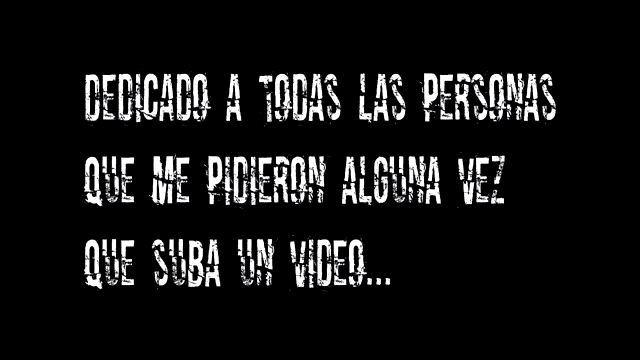 DEDICADO A TODAS LAS PERSONAS
QUE ME PIDIERON ALGUNA VEZ
QUE SUBA UN VIDEO...